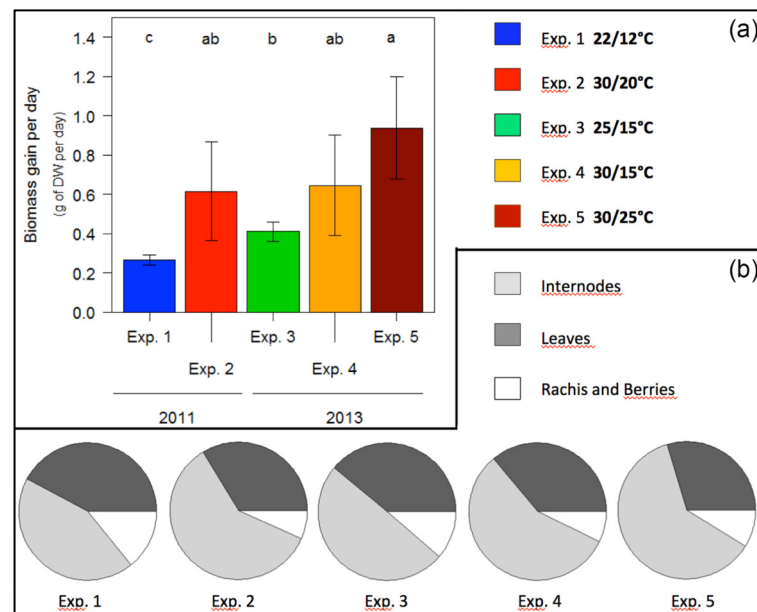 (a)
Biomass gain per day
(g of DW per day)
1.4
1.2
1.0
0.8
0.6
0.4
0.2
0.0
c ab b ab a
Exp. 1 Exp. 3 Exp. 5
Exp. 2 Exp. 4
2011 2013
Exp. 1 22/12°C
Exp. 2 30/20°C
Exp. 3 25/15°C
Exp. 4 30/15°C
Exp. 5 30/25°C
(b)
Internodes
Leaves
Rachis and Berries
Exp. 1 Exp. 2 Exp. 3 Exp. 4 Exp. 5